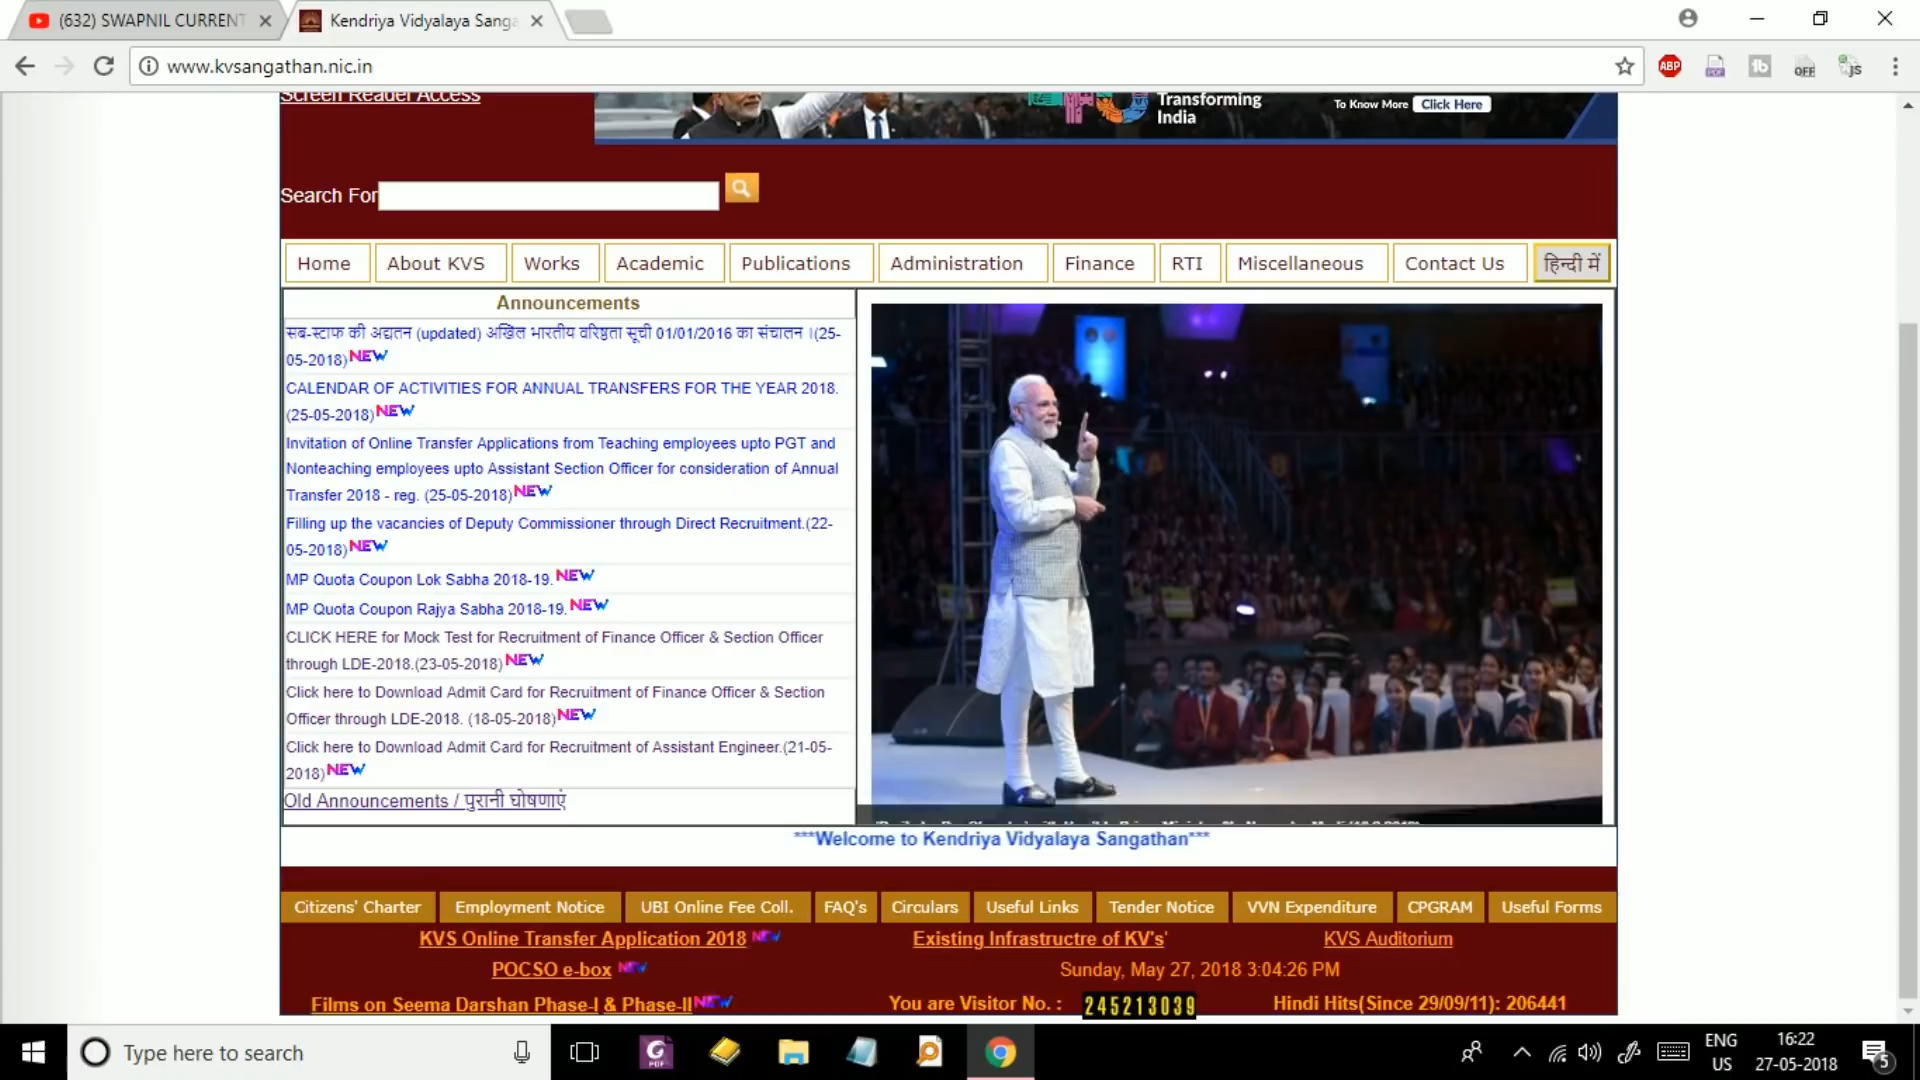 (632) SWAPNIL CURRENT
Kendriya Vidyalaya Sanga
www.kvsangathan.nic.in
ABP
PDF
OFF
JS
Screen Reader Access
Transforming
India
To Know More Click Here
Search For
Home About KVS Works Academic Publications Administration Finance RTI Miscellaneous Contact Us हिन्दी में
Announcements
सब-स्टाफ की अद्यतन (updated) अखिल भारतीय वरिष्ठता सूची 01/01/2016 का संचालन ।(25-
05-2018) NEW
CALENDAR OF ACTIVITIES FOR ANNUAL TRANSFERS FOR THE YEAR 2018.
(25-05-2018) NEW
Invitation of Online Transfer Applications from Teaching employees upto PGT and
Nonteaching employees upto Assistant Section Officer for consideration of Annual
Transfer 2018 - reg. (25-05-2018) NEW
Filling up the vacancies of Deputy Commissioner through Direct Recruitment.(22-
05-2018) NEW
MP Quota Coupon Lok Sabha 2018-19. NEW
MP Quota Coupon Rajya Sabha 2018-19. NEW
CLICK HERE for Mock Test for Recruitment of Finance Officer & Section Officer
through LDE-2018.(23-05-2018) NEW
Click here to Download Admit Card for Recruitment of Finance Officer & Section
Officer through LDE-2018. (18-05-2018) NEW
Click here to Download Admit Card for Recruitment of Assistant Engineer.(21-05-
2018) NEW
Old Announcements / पुरानी घोषणाएं
***Welcome to Kendriya Vidyalaya Sangathan***
Citizens' Charter Employment Notice UBI Online Fee Coll. FAQ's Circulars Useful Links Tender Notice VVN Expenditure CPGRAM Useful Forms
KVS Online Transfer Application 2018 NEW Existing Infrastructre of KV's' KVS Auditorium
POCSO e-box NEW Sunday, May 27, 2018 3:04:26 PM
Films on Seema Darshan Phase-I & Phase-II NEW You are Visitor No. : 245213039 Hindi Hits(Since 29/09/11): 206441
Type here to search
ENG
US
16:22
27-05-2018
5